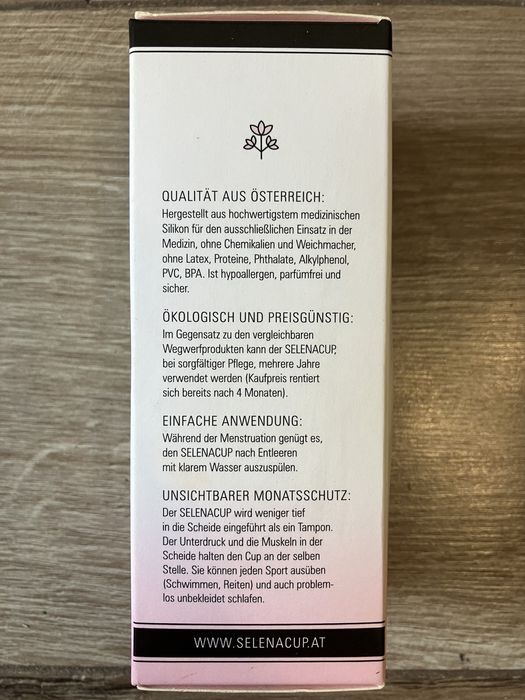 QUALITÄT AUS ÖSTERREICH:
Hergestellt aus hochwertigstem medizinischen
Silikon für den ausschließlichen Einsatz in der
Medizin, ohne Chemikalien und Weichmacher,
ohne Latex, Proteine, Phthalate, Alkylphenol,
PVC, BPA. Ist hypoallergen, parfümfrei und
sicher.
ÖKOLOGISCH UND PREISGÜNSTIG:
Im Gegensatz zu den vergleichbaren
Wegwerfprodukten kann der SELENACUP,
bei sorgfältiger Pflege, mehrere Jahre
verwendet werden (Kaufpreis rentiert
sich bereits nach 4 Monaten).
EINFACHE ANWENDUNG:
Während der Menstruation genügt es,
den SELENACUP nach Entleeren
mit klarem Wasser auszuspülen.
UNSICHTBARER MONATSSCHUTZ:
Der SELENACUP wird weniger tief
in die Scheide eingeführt als ein Tampon.
Der Unterdruck und die Muskeln in der
Scheide halten den Cup an der selben
Stelle. Sie können jeden Sport ausüben
(Schwimmen, Reiten) und auch problem-
los unbekleidet schlafen.
WWW.SELENACUP.AT